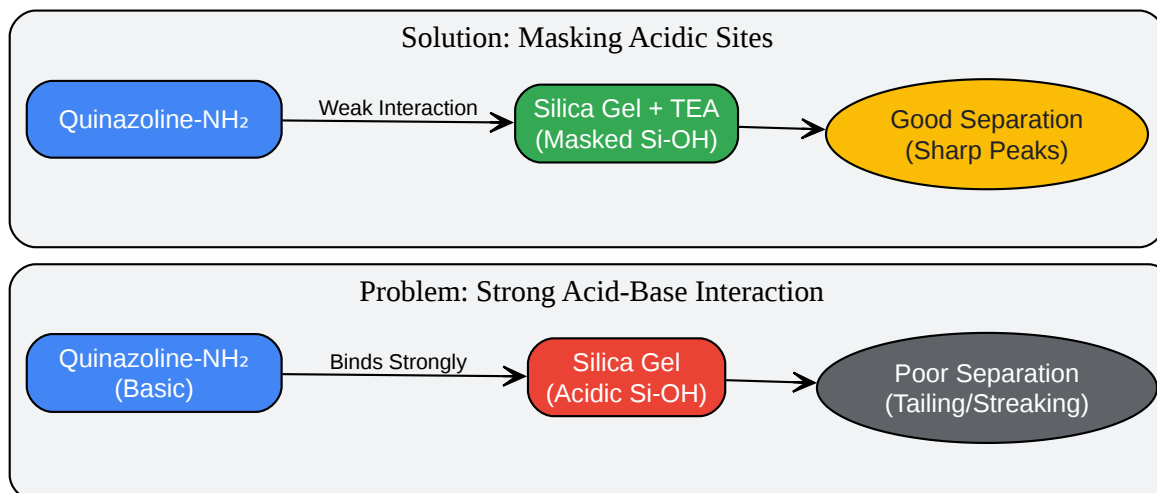 Solution: Masking Acidic Sites
Quinazoline-NH₂
Weak Interaction
Silica Gel + TEA
(Masked Si-OH)
Good Separation
(Sharp Peaks)
Problem: Strong Acid-Base Interaction
Quinazoline-NH₂
(Basic)
Binds Strongly
Silica Gel
(Acidic Si-OH)
Poor Separation
(Tailing/Streaking)